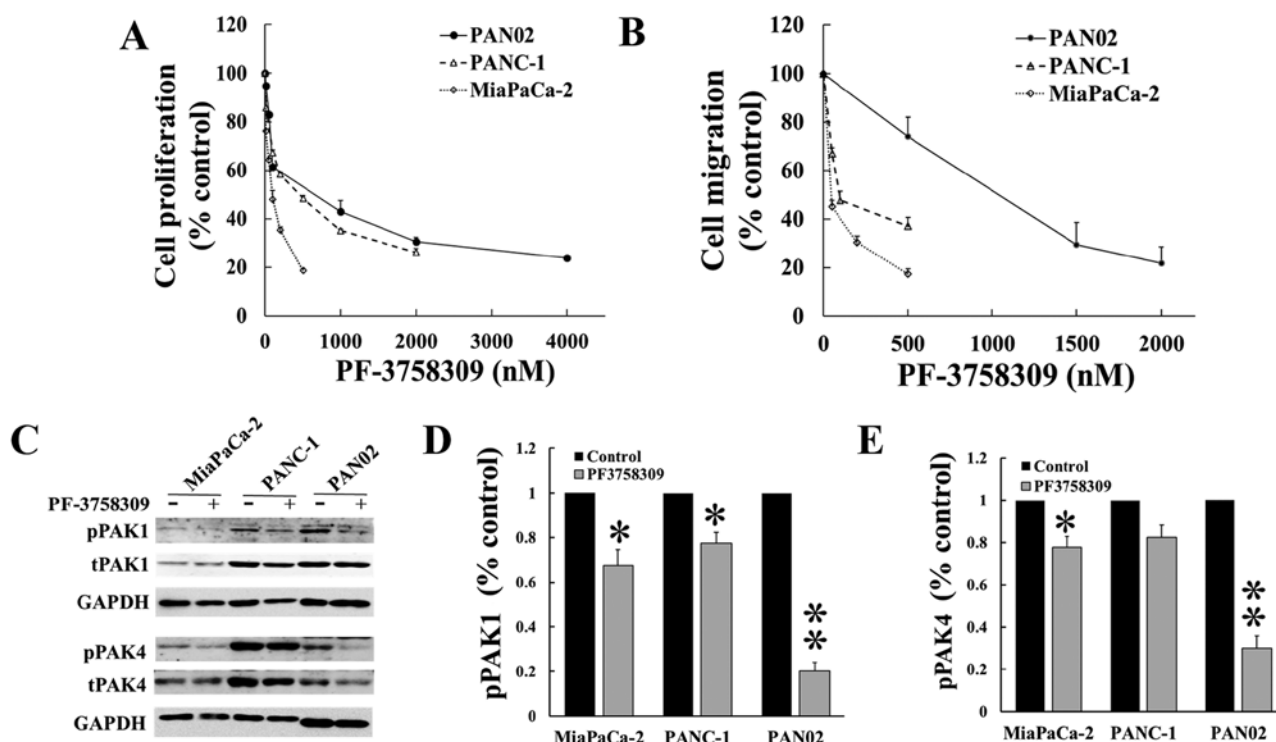 A
120
100
80
60
40
20
0
Cell proliferation
(% control)
PAN02
PANC-1
MiaPaCa-2
0 1000 2000 3000 4000
PF-3758309 (nM)
B
120
100
80
60
40
20
0
Cell migration
(% control)
PAN02
PANC-1
MiaPaCa-2
0 500 1000 1500 2000
PF-3758309 (nM)
C
MiaPaCa-2 PANC-1 PAN02
PF-3758309 - + - + - +
pPAK1
tPAK1
GAPDH
pPAK4
tPAK4
GAPDH
D
pPAK1 (% control)
1.2
1
0.8
0.6
0.4
0.2
0
Control
PF3758309
* * **
MiaPaCa-2 PANC-1 PAN02
E
pPAK4 (% control)
1.2
1
0.8
0.6
0.4
0.2
0
Control
PF3758309
* **
MiaPaCa-2 PANC-1 PAN02